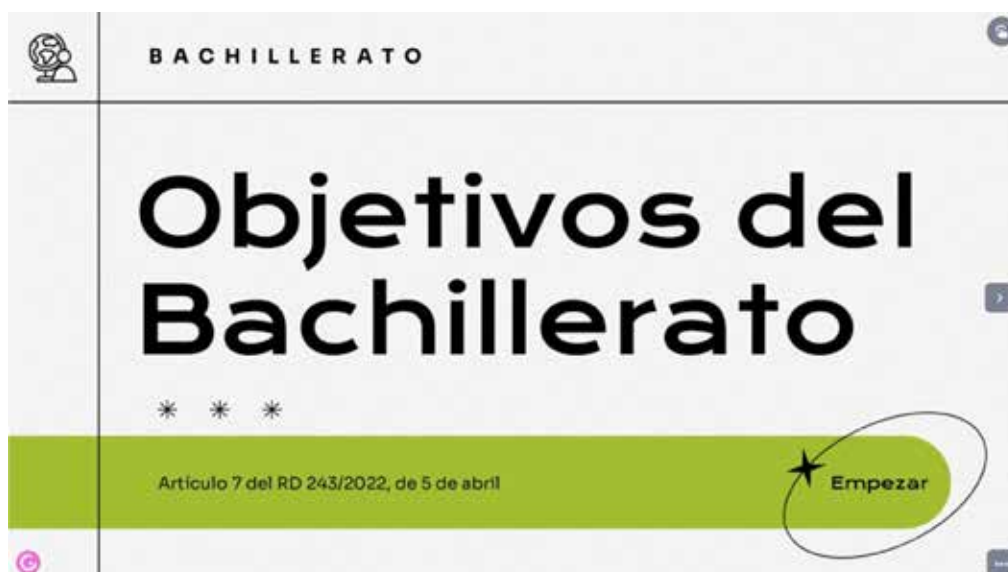 BACHILLERATO
Objetivos del
Bachillerato
Artículo 7 del RD 243/2022, de 5 de abril
Empezar